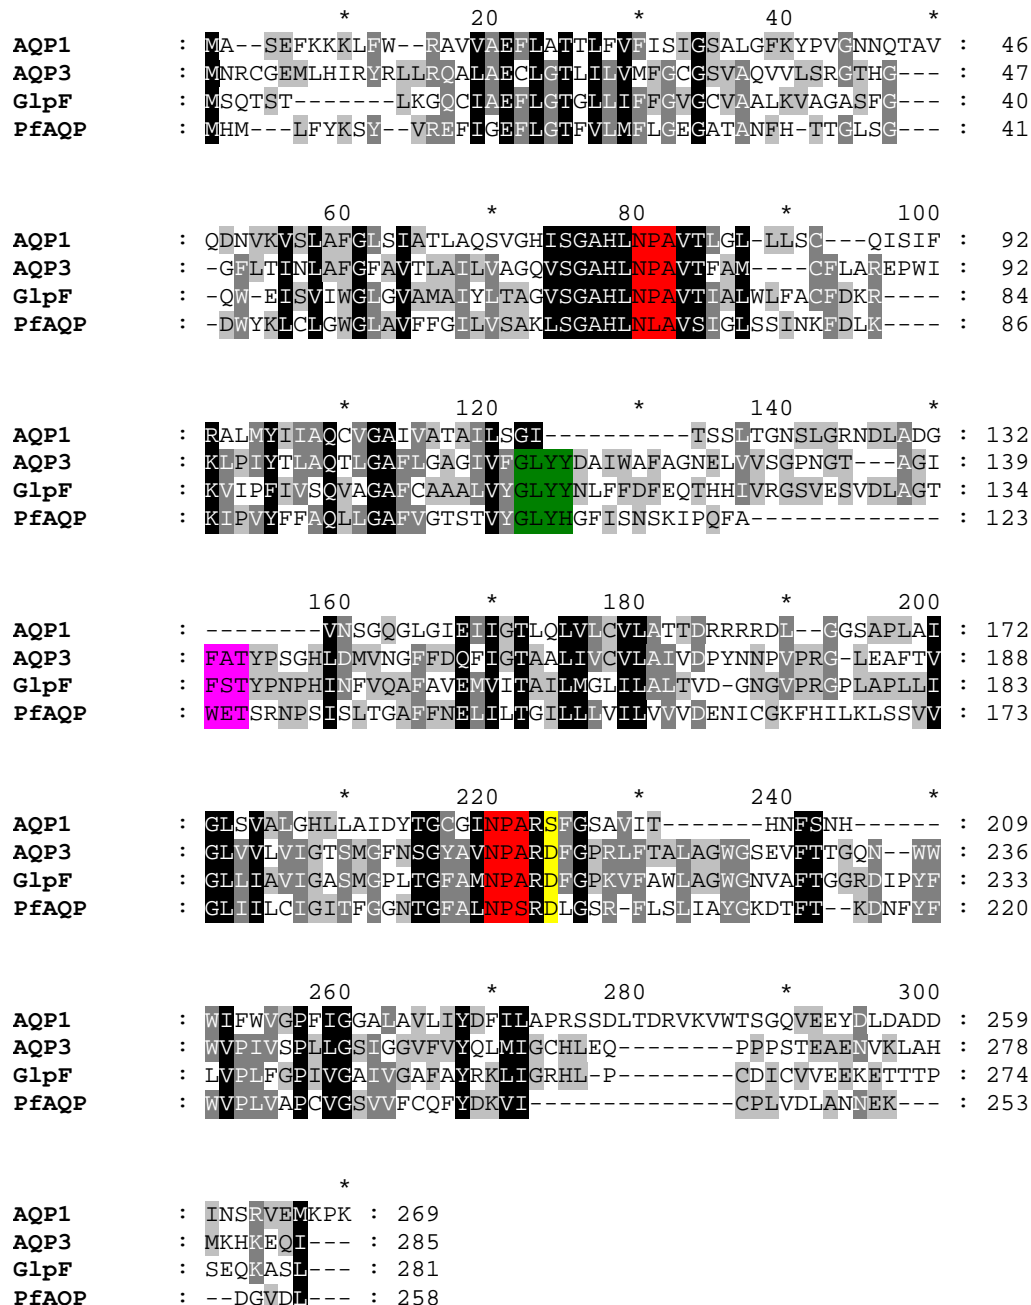 * 20 * 40 *
AQP1 : MA--SEFKKKLFW--RAVVAEFLATTLFVFISIGSALGFKYPVGNNQTAV : 46
AQP3 : MNRCGEMLHIRYRLLRQALAECLGTLILVMFGCGSVAQVVLSRGTHG--- : 47
GlpF : MSQTST-------LKGQCIAEFLGTGLLIFFGVGCVAALKVAGASFG--- : 40
PfAQP : MHM---LFYKSY--VREFIGEFLGTFVLMFLGEGATANFH-TTGLSG--- : 41
60 * 80 * 100
AQP1 : QDNVKVSLAFGLSIATLAQSVGHISGAHLNPAVTLGL-LLSC---QISIF : 92
AQP3 : -GFLTINLAFGFAVTLAILVAGQVSGAHLNPAVTFAM----CFLAREPWI : 92
GlpF : -QW-EISVIWGLGVAMAIYLTAGVSGAHLNPAVTIALWLFACFDKR---- : 84
PfAQP : -DWYKLCLGWGLAVFFGILVSAKLSGAHLNLAVSIGLSSINKFDLK---- : 86
* 120 * 140 *
AQP1 : RALMYIIAQCVGAIVATAILSGI----------TSSLTGNSLGRNDLADG : 132
AQP3 : KLPIYTLAQTLGAFLGAGIVFGLYYDAIWAFAGNELVVSGPNGT---AGI : 139
GlpF : KVIPFIVSQVAGAFCAAALVYGLYYNLFFDFEQTHHIVRGSVESVDLAGT : 134
PfAQP : KIPVYFFAQLLGAFVGTSTVYGLYHGFISNSKIPQFA------------- : 123
160 * 180 * 200
AQP1 : --------VNSGQGLGIEIIGTLQLVLCVLATTDRRRRDL--GGSAPLAI : 172
AQP3 : FATYPSGHLDMVNGFFDQFIGTAALIVCVLAIVDPYNNPVPRG-LEAFTV : 188
GlpF : FSTYPNPHINFVQAFAVEMVITAILMGLILALTVD-GNGVPRGPLAPLLI : 183
PfAQP : WETSRNPSISLTGAFFNELILTGILLLVILVVVDENICGKFHILKLSSVV : 173
* 220 * 240 *
AQP1 : GLSVALGHLLAIDYTGCGINPARSFGSAVIT-------HNFSNH------ : 209
AQP3 : GLVVLVIGTSMGFNSGYAVNPARDFGPRLFTALAGWGSEVFTTGQN--WW : 236
GlpF : GLLIAVIGASMGPLTGFAMNPARDFGPKVFAWLAGWGNVAFTGGRDIPYF : 233
PfAQP : GLIILCIGITFGGNTGFALNPSRDLGSR-FLSLIAYGKDTFT--KDNFYF : 220
260 * 280 * 300
AQP1 : WIFWVGPFIGGALAVLIYDFILAPRSSDLTDRVKVWTSGQVEEYDLDADD : 259
AQP3 : WVPIVSPLLGSIGGVFVYQLMIGCHLEQ--------PPPSTEAENVKLAH : 278
GlpF : LVPLFGPIVGAIVGAFAYRKLIGRHL-P--------CDICVVEEKETTTP : 274
PfAQP : WVPLVAPCVGSVVFCQFYDKVI--------------CPLVDLANNEK--- : 253
*
AQP1 : INSRVEMKPK : 269
AQP3 : MKHKEQI--- : 285
GlpF : SEQKASL--- : 281
PfAQP : --DGVDL--- : 258